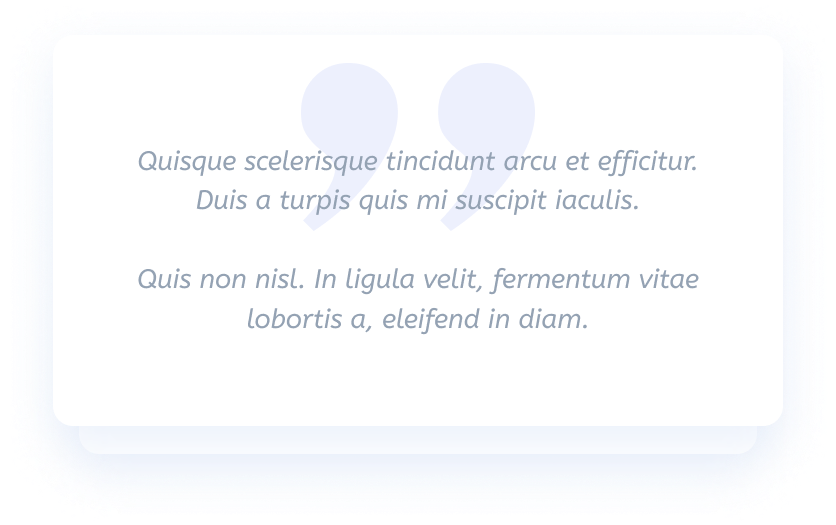 Quisque scelerisque tincidunt arcu et efficitur.
Duis a turpis quis mi suscipit iaculis.
Quis non nisl. In ligula velit, fermentum vitae
lobortis a, eleifend in diam.